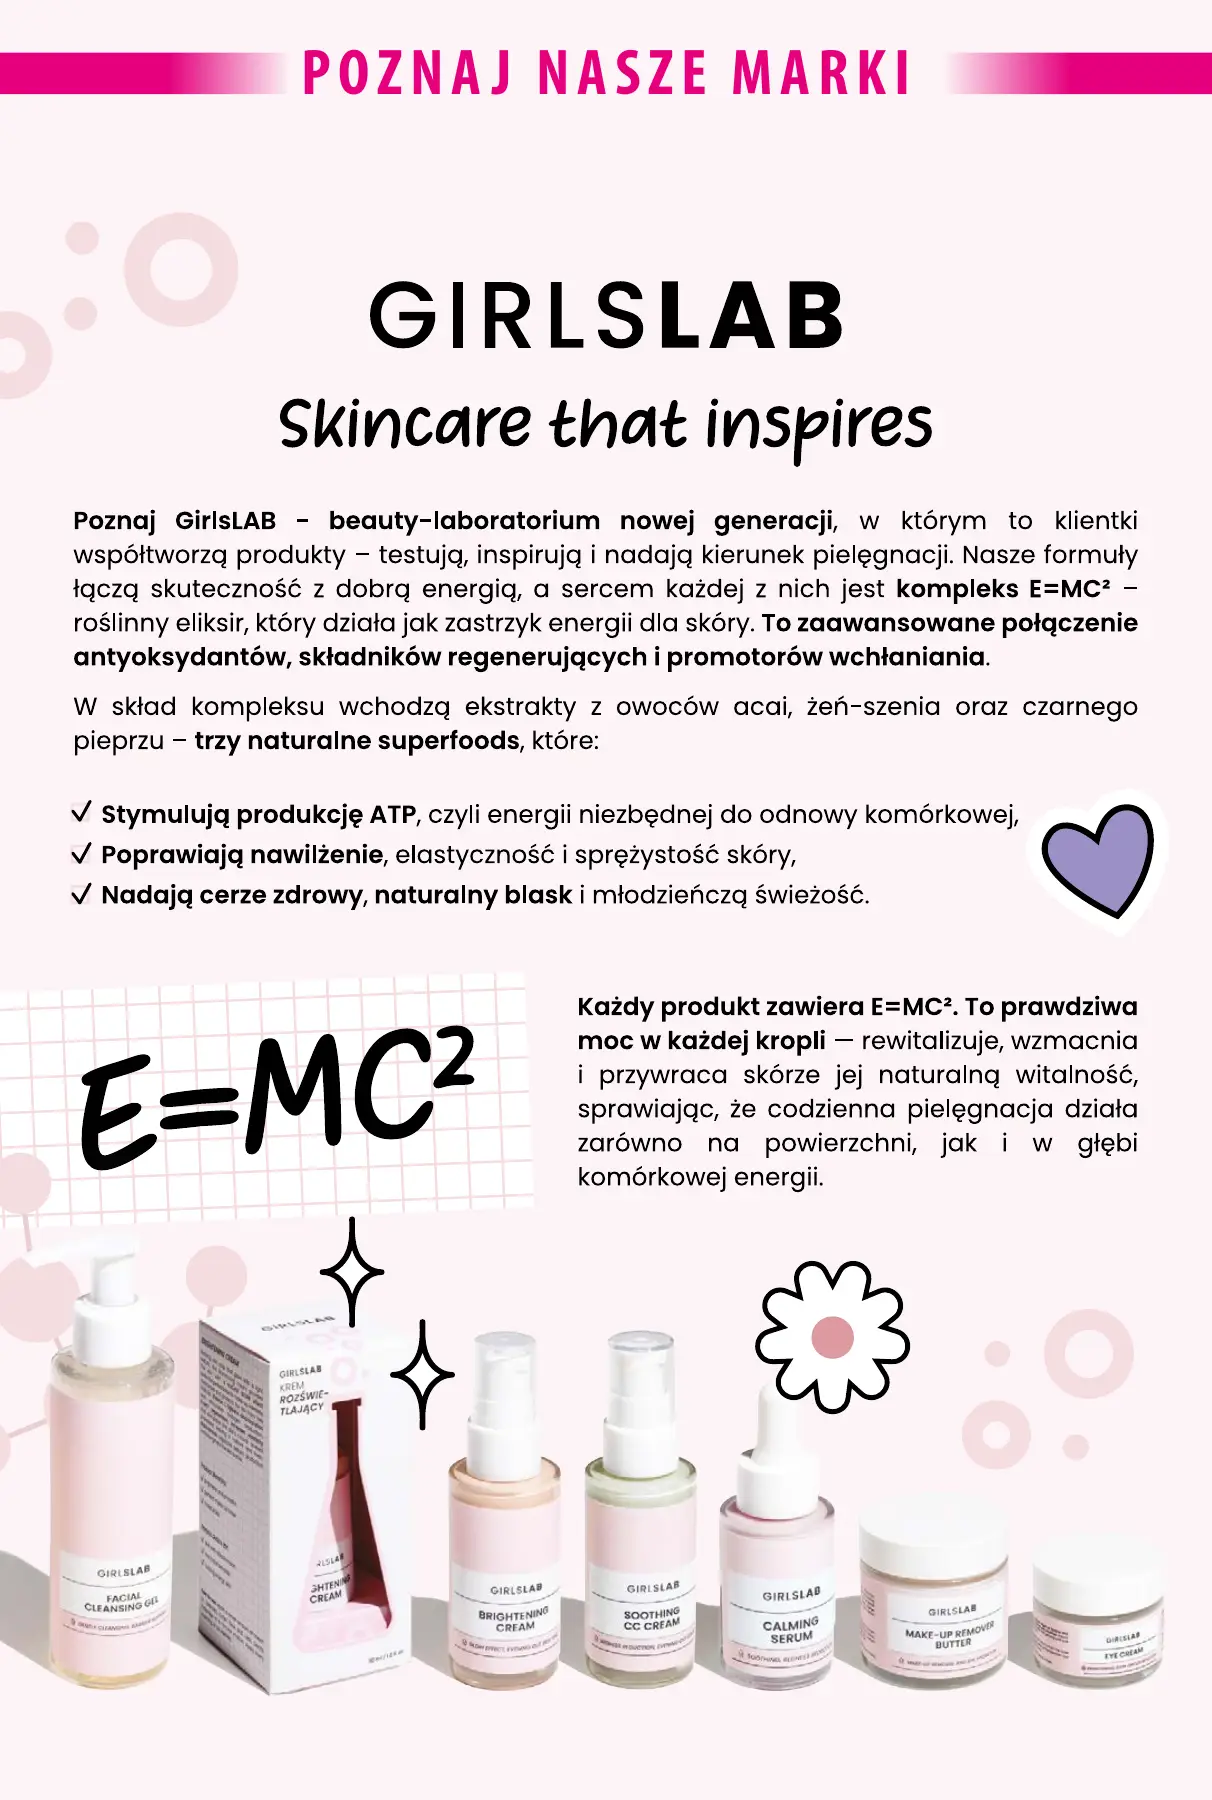 POZNAJ NASZE MARKI
GIRLSLAB
Skincare that inspires
Poznaj GirlsLAB - beauty-laboratorium nowej generacji, w którym to klientki
współtworzą produkty – testują, inspirują i nadają kierunek pielęgnacji. Nasze formuły
łączą skuteczność z dobrą energią, a sercem każdej z nich jest kompleks E=MC² –
roślinny eliksir, który działa jak zastrzyk energii dla skóry. To zaawansowane połączenie
antyoksydantów, składników regenerujących i promotorów wchłaniania.
W skład kompleksu wchodzą ekstrakty z owoców acai, żeń-szenia oraz czarnego
pieprzu – trzy naturalne superfoods, które:
✓ Stymulują produkcję ATP, czyli energii niezbędnej do odnowy komórkowej,
✓ Poprawiają nawilżenie, elastyczność i sprężystość skóry,
✓ Nadają cerze zdrowy, naturalny blask i młodzieńczą świeżość.
E=MC²
Każdy produkt zawiera E=MC². To prawdziwa
moc w każdej kropli — rewitalizuje, wzmacnia
i przywraca skórze jej naturalną witalność,
sprawiając, że codzienna pielęgnacja działa
zarówno na powierzchni, jak i w głębi
komórkowej energii.
GIRLSLAB
FACIAL
CLEANSING GEL
GIRLSLAB
GIRLSLAB
KREM
ROZŚWIE-
TLAJĄCY
CREAM
GIRLSLAB
BRIGHTENING
CREAM
GIRLSLAB
SOOTHING
CC CREAM
GIRLSLAB
CALMING
SERUM
GIRLSLAB
MAKE-UP REMOVER
BUTTER
GIRLSLAB
EYE CREAM